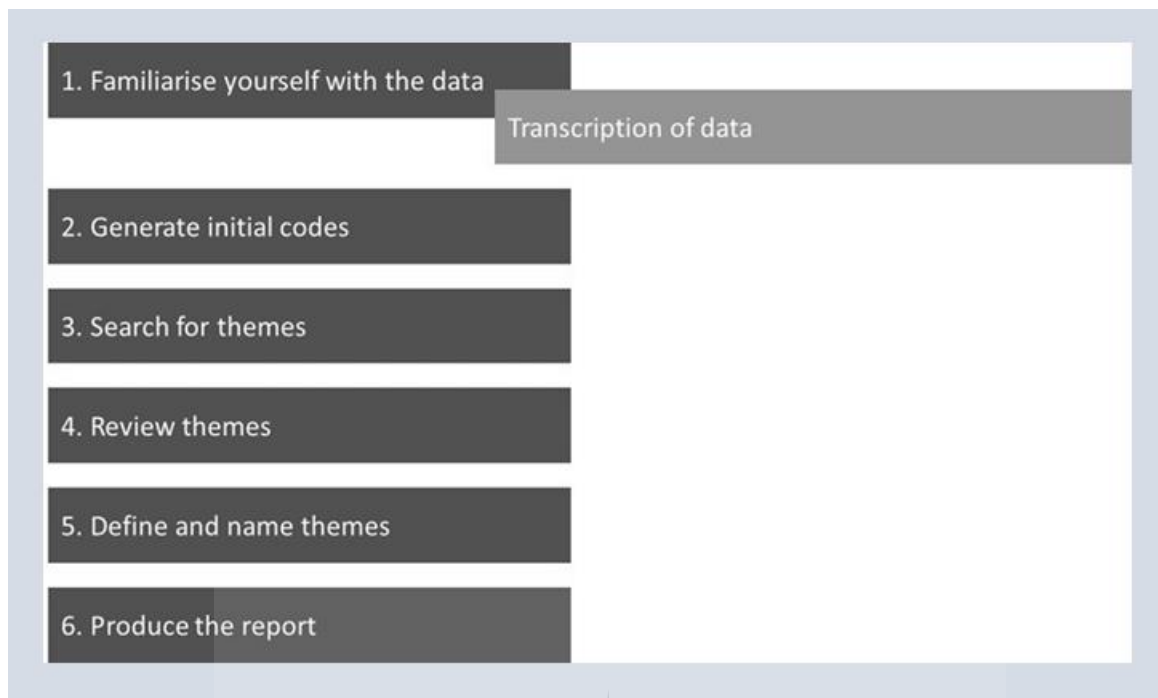 1. Familiarise yourself with the data
Transcription of data
2. Generate initial codes
3. Search for themes
4. Review themes
5. Define and name themes
6. Produce the report